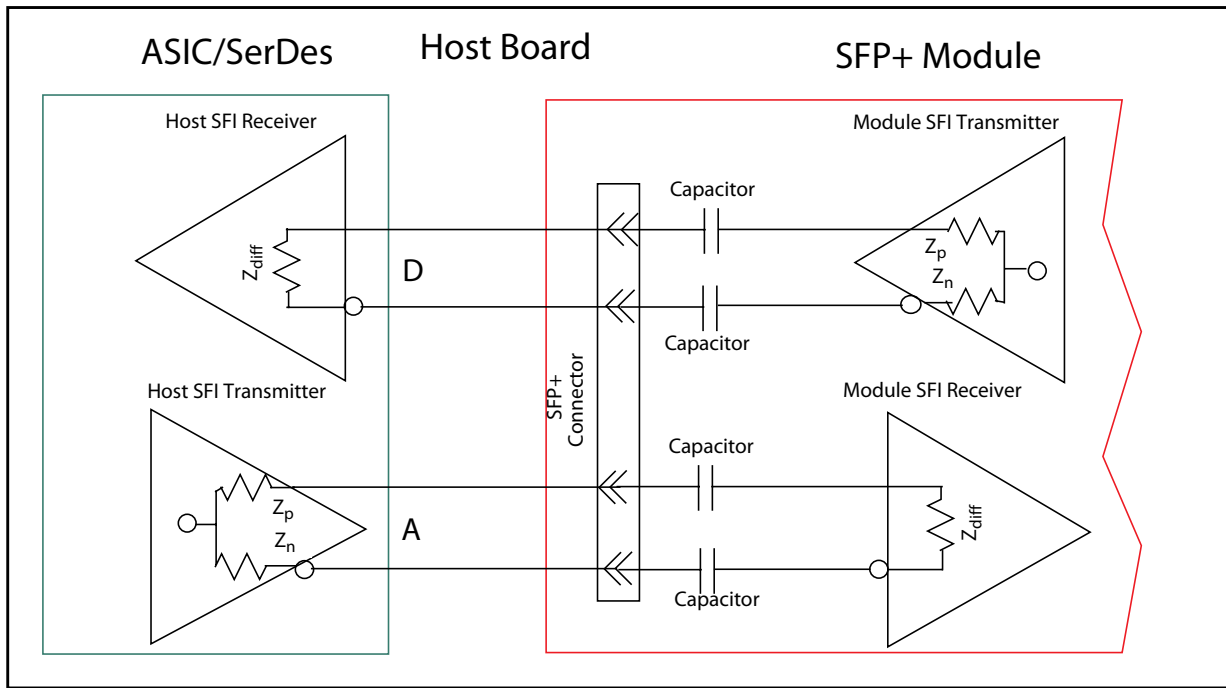 ASIC/SerDes
Host Board
SFP+ Module
Host SFI Receiver
Module SFI Transmitter
Capacitor
Zdiff
D
Zp
Zn
Capacitor
Host SFI Transmitter
SFP+
Connector
Module SFI Receiver
Capacitor
Zp
Zn
A
Zdiff
Capacitor